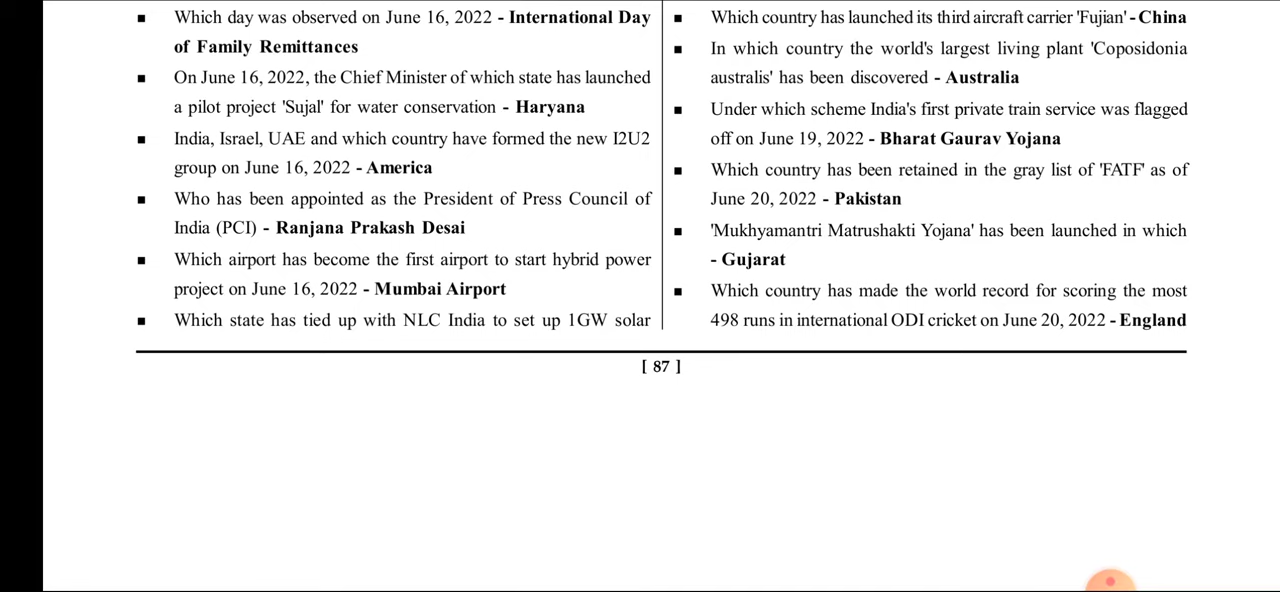 ▪ Which day was observed on June 16, 2022 - International Day
of Family Remittances
▪ On June 16, 2022, the Chief Minister of which state has launched
a pilot project 'Sujal' for water conservation - Haryana
▪ India, Israel, UAE and which country have formed the new I2U2
group on June 16, 2022 - America
▪ Who has been appointed as the President of Press Council of
India (PCI) - Ranjana Prakash Desai
▪ Which airport has become the first airport to start hybrid power
project on June 16, 2022 - Mumbai Airport
▪ Which state has tied up with NLC India to set up 1GW solar
▪ Which country has launched its third aircraft carrier 'Fujian' - China
▪ In which country the world's largest living plant 'Coposidonia
australis' has been discovered - Australia
▪ Under which scheme India's first private train service was flagged
off on June 19, 2022 - Bharat Gaurav Yojana
▪ Which country has been retained in the gray list of 'FATF' as of
June 20, 2022 - Pakistan
▪ 'Mukhyamantri Matrushakti Yojana' has been launched in which
- Gujarat
▪ Which country has made the world record for scoring the most
498 runs in international ODI cricket on June 20, 2022 - England
[ 87 ]